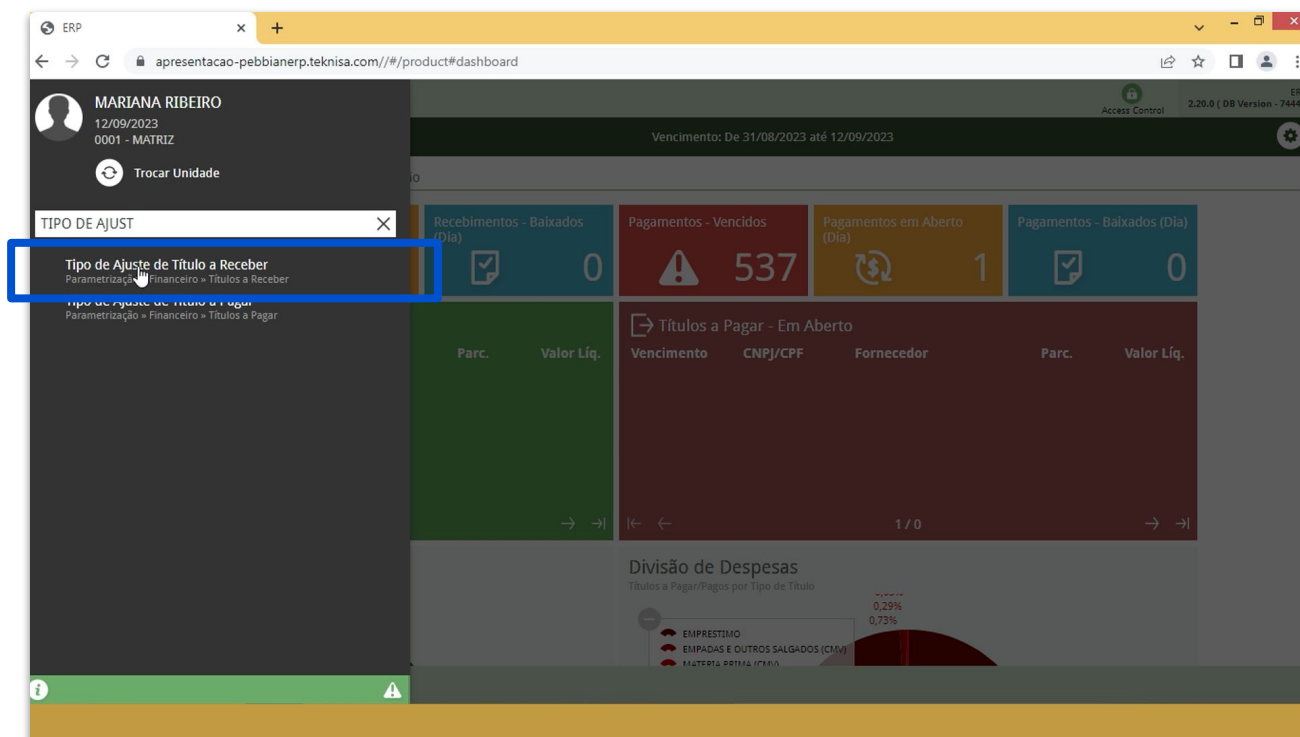 ERP
apresentacao-pebbianerp.teknisa.com//#/product#dashboard
MARIANA RIBEIRO
12/09/2023
0001 - MATRIZ
Trocar Unidade
Access Control
2.20.0 ( DB Version - 7444
Vencimento: De 31/08/2023 até 12/09/2023
TIPO DE AJUST
Tipo de Ajuste de Título a Receber
Financeiro » Títulos a Receber
Tipo de Ajuste de Título a Pagar
Parametrização » Financeiro » Títulos a Pagar
Recebimentos - Baixados
(Dia)
0
Pagamentos - Vencidos
537
Pagamentos em Aberto
(Dia)
1
Pagamentos - Baixados (Dia)
0
Parc. Valor Líq.
Títulos a Pagar - Em Aberto
Vencimento CNPJ/CPF Fornecedor Parc. Valor Líq.
1 / 0
Divisão de Despesas
Títulos a Pagar/Pagos por Tipo de Título
0,29%
0,73%
EMPRESTIMO
EMPADAS E OUTROS SALGADOS (CMV)
MATERIA PRIMA (CMV)